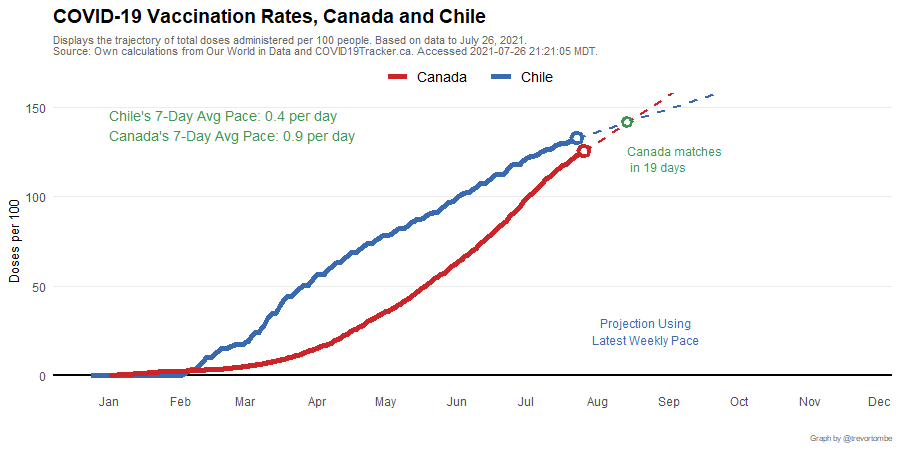 COVID-19 Vaccination Rates, Canada and Chile
Displays the trajectory of total doses administered per 100 people. Based on data to July 26, 2021.
Source: Own calculations from Our World in Data and COVID19Tracker.ca. Accessed 2021-07-26 21:21:05 MDT.
Canada Chile
150
Chile's 7-Day Avg Pace: 0.4 per day
Canada's 7-Day Avg Pace: 0.9 per day
Canada matches
in 19 days
100
Doses per 100
50
Projection Using
Latest Weekly Pace
0
Jan Feb Mar Apr May Jun Jul Aug Sep Oct Nov Dec
Graph by @trevortombe